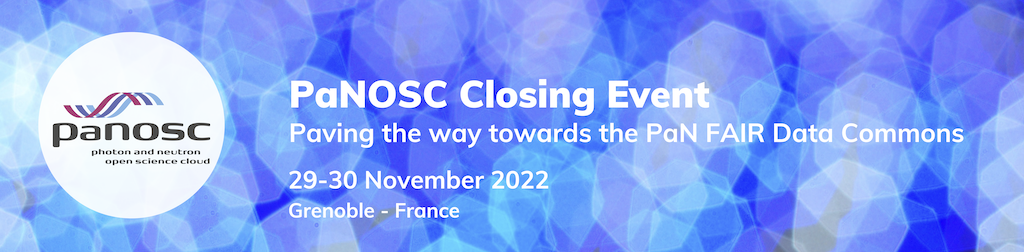 panosc
photon and neutron
open science cloud
PaNOSC Closing Event
Paving the way towards the PaN FAIR Data Commons
29-30 November 2022
Grenoble - France